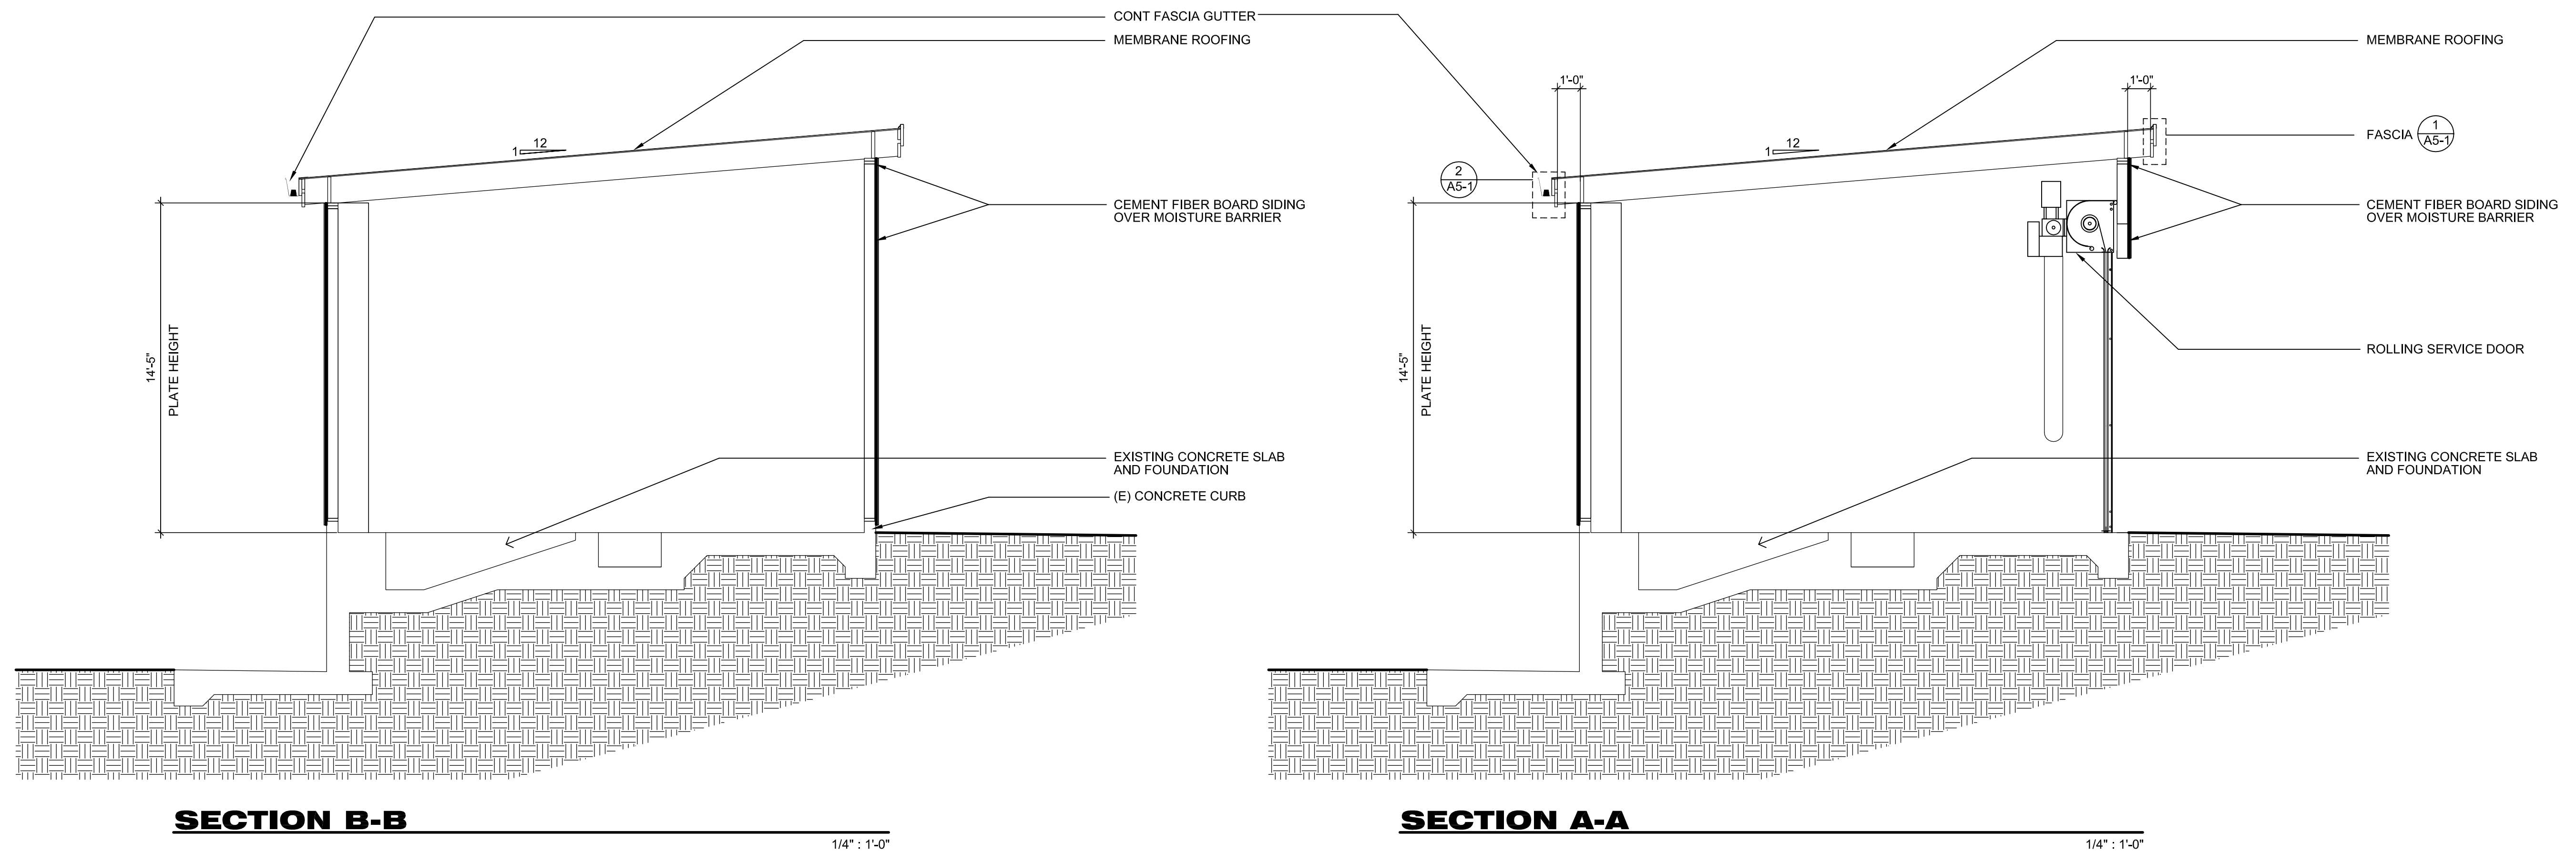 CONT FASCIA GUTTER
MEMBRANE ROOFING
12
1
CEMENT FIBER BOARD SIDING
OVER MOISTURE BARRIER
14'-5"
PLATE HEIGHT
EXISTING CONCRETE SLAB
AND FOUNDATION
(E) CONCRETE CURB
SECTION B-B
1/4" : 1'-0"
MEMBRANE ROOFING
1'-0"
1'-0"
FASCIA
1
A5-1
12
1
2
A5-1
CEMENT FIBER BOARD SIDING
OVER MOISTURE BARRIER
14'-5"
PLATE HEIGHT
ROLLING SERVICE DOOR
EXISTING CONCRETE SLAB
AND FOUNDATION
SECTION A-A
1/4" : 1'-0"